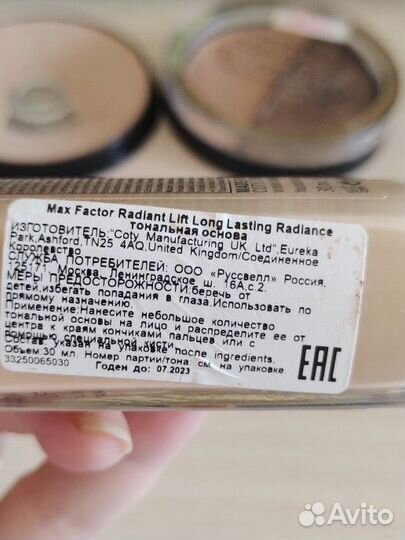 Max Factor Radiant Lift Long Lasting Radiance
тональная основа
ИЗГОТОВИТЕЛЬ:"Coty Manufacturing UK Ltd",Eureka
Park,Ashford,TN25 4AQ,United Kingdom/Соединенное
Королевство
СЛУЖБА ПОТРЕБИТЕЛЕЙ: ООО «Руссвелл» Россия,
г. Москва, Ленинградское ш. 16А.с.2.
МЕРЫ ПРЕДОСТОРОЖНОСТИ:беречь от
детей,избегать попадания в глаза.Использовать по
прямому назначению.
Применение:Нанесите небольшое количество
тональной основы на лицо и распределите ее от
центра к краям кончиками пальцев или с
помощью специальной кисти.
Состав указан на упаковке после ingredients.
Объем 30 мл. Номер партии/тона: см на упаковке
33250065030
Годен до: 07.2023
EAC
Avito